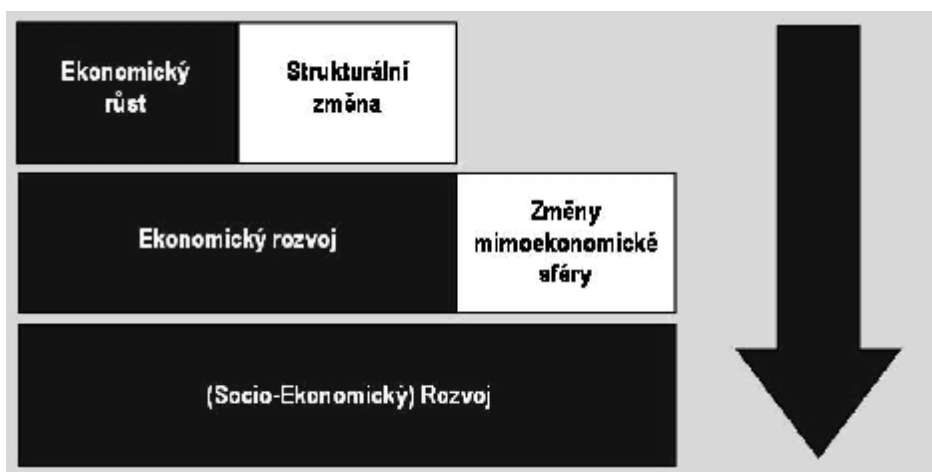 Ekonomický
růst
Strukturální
změna
Ekonomický rozvoj
Změny
mimoekonomické
sféry
(Socio-Ekonomický) Rozvoj